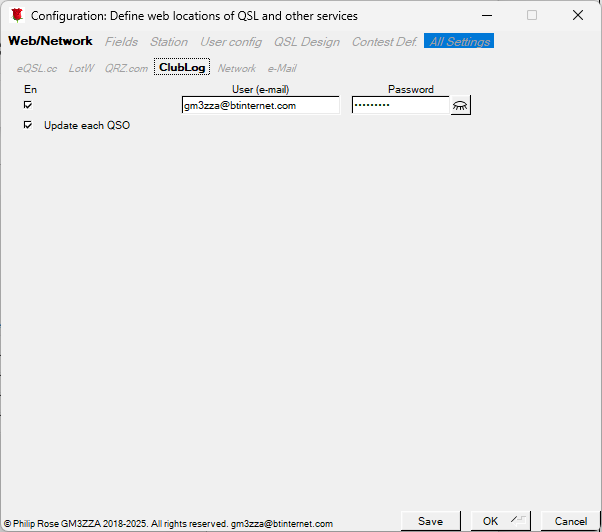 Configuration: Define web locations of QSL and other services
Web/Network Fields Station User config QSL Design Contest Def. All Settings
eQSL.cc LotW QRZ.com ClubLog Network e-Mail
En User (e-mail) Password
gm3zza@btinternet.com •••••••••
Update each QSO
Save OK Cancel
© Philip Rose GM3ZZA 2018-2025. All rights reserved. gm3zza@btinternet.com